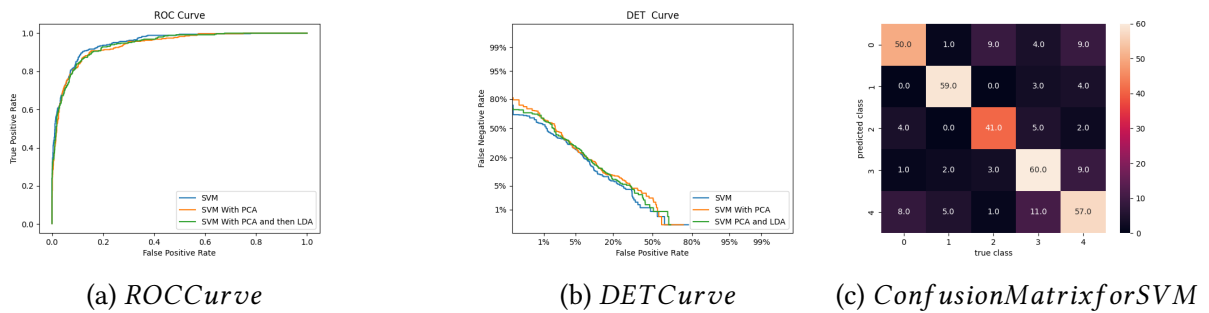 ROC Curve
1.0
0.8
0.6
0.4
0.2
0.0
True Positive Rate
SVM
SVM With PCA
SVM With PCA and then LDA
0.0 0.2 0.4 0.6 0.8 1.0
False Positive Rate
(a) ROCCurve
DET Curve
99%
95%
80%
50%
20%
5%
1%
False Negative Rate
SVM
SVM With PCA
SVM PCA and LDA
1% 5% 20% 50% 80% 95% 99%
False Positive Rate
(b) DETCurve
predicted class
0 50.0 1.0 9.0 4.0 9.0
1 0.0 59.0 0.0 3.0 4.0
2 4.0 0.0 41.0 5.0 2.0
3 1.0 2.0 3.0 60.0 9.0
4 8.0 5.0 1.0 11.0 57.0
0 1 2 3 4
true class
60
50
40
30
20
10
0
(c) ConfusionMatrixforSVM